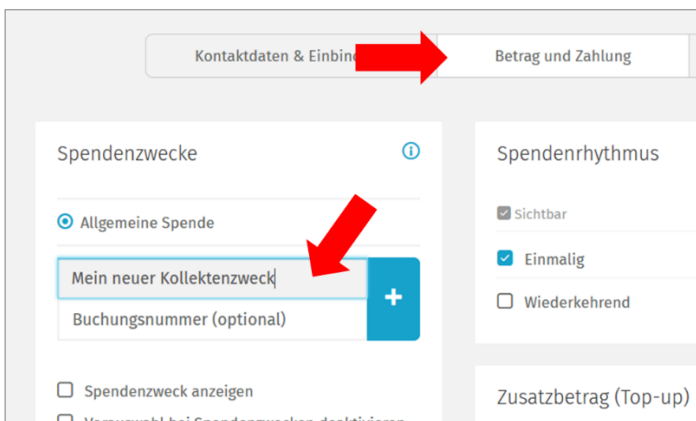 Kontaktdaten & Einbin
Betrag und Zahlung
Spendenzwecke
Spendenrhythmus
Allgemeine Spende
Sichtbar
Mein neuer Kollektenzweck
Einmalig
Buchungsnummer (optional)
Wiederkehrend
Spendenzweck anzeigen
Zusatzbetrag (Top-up)